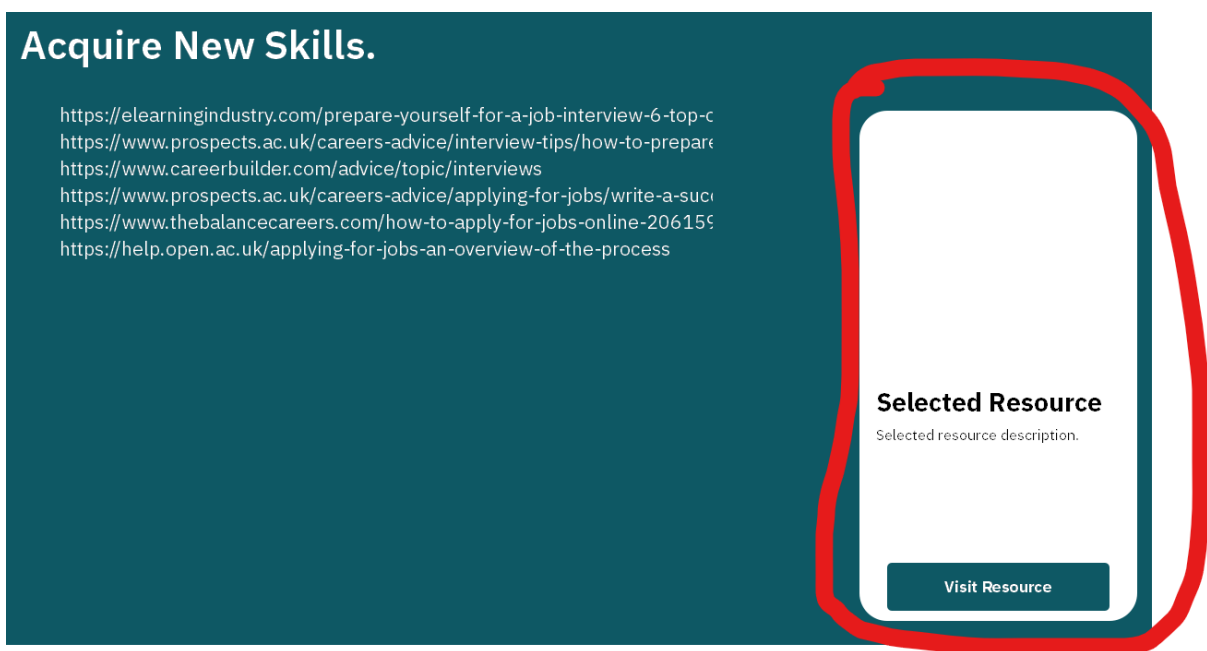 Acquire New Skills.
https://elearningindustry.com/prepare-yourself-for-a-job-interview-6-top-c
https://www.prospects.ac.uk/careers-advice/interview-tips/how-to-prepare
https://www.careerbuilder.com/advice/topic/interviews
https://www.prospects.ac.uk/careers-advice/applying-for-jobs/write-a-succ
https://www.thebalancecareers.com/how-to-apply-for-jobs-online-206159
https://help.open.ac.uk/applying-for-jobs-an-overview-of-the-process
Selected Resource
Selected resource description.
Visit Resource